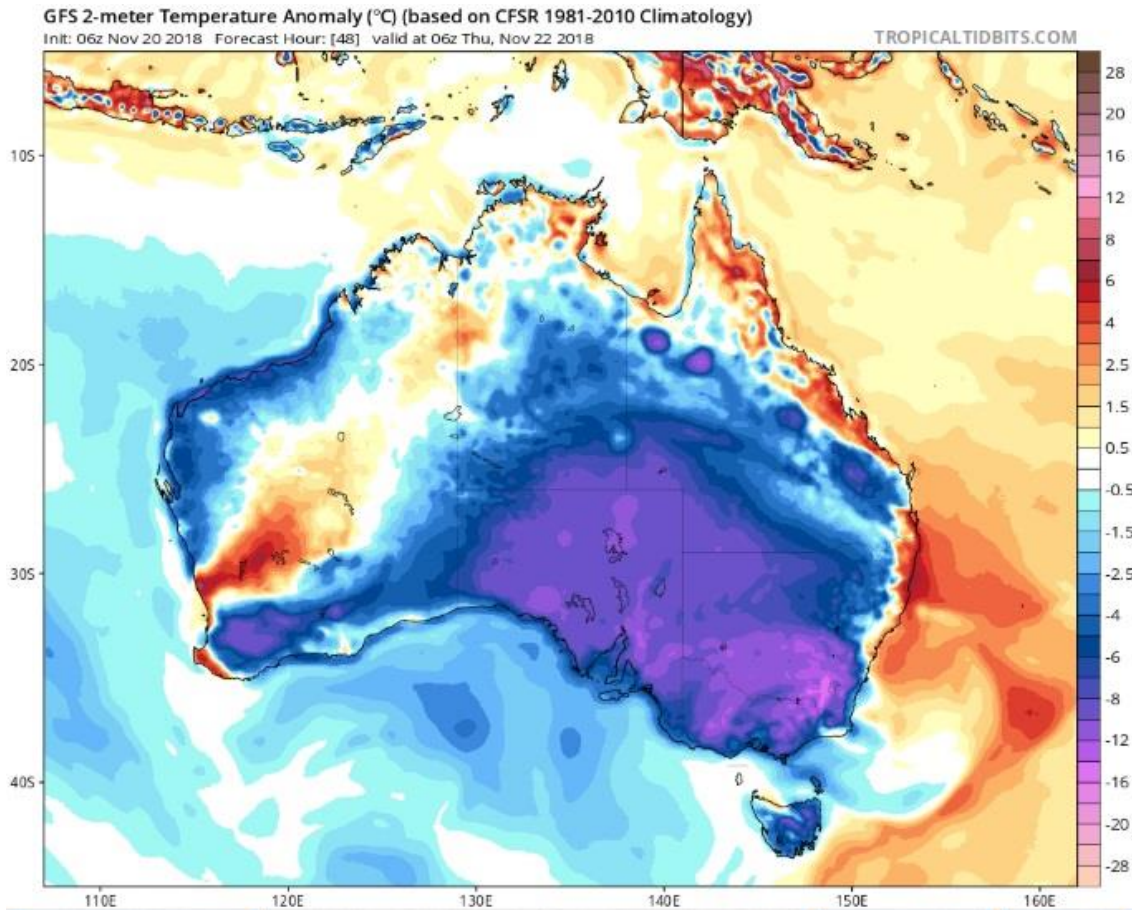 GFS 2-meter Temperature Anomaly (°C) (based on CFSR 1981-2010 Climatology)
Init: 06z Nov 20 2018 Forecast Hour: [48] valid at 06z Thu, Nov 22 2018
TROPICALTIDBITS.COM
10S
20S
30S
40S
110E
120E
130E
140E
150E
160E
28
20
16
12
8
6
4
2.5
1.5
0.5
-0.5
-1.5
-2.5
-4
-6
-8
-12
-16
-20
-28